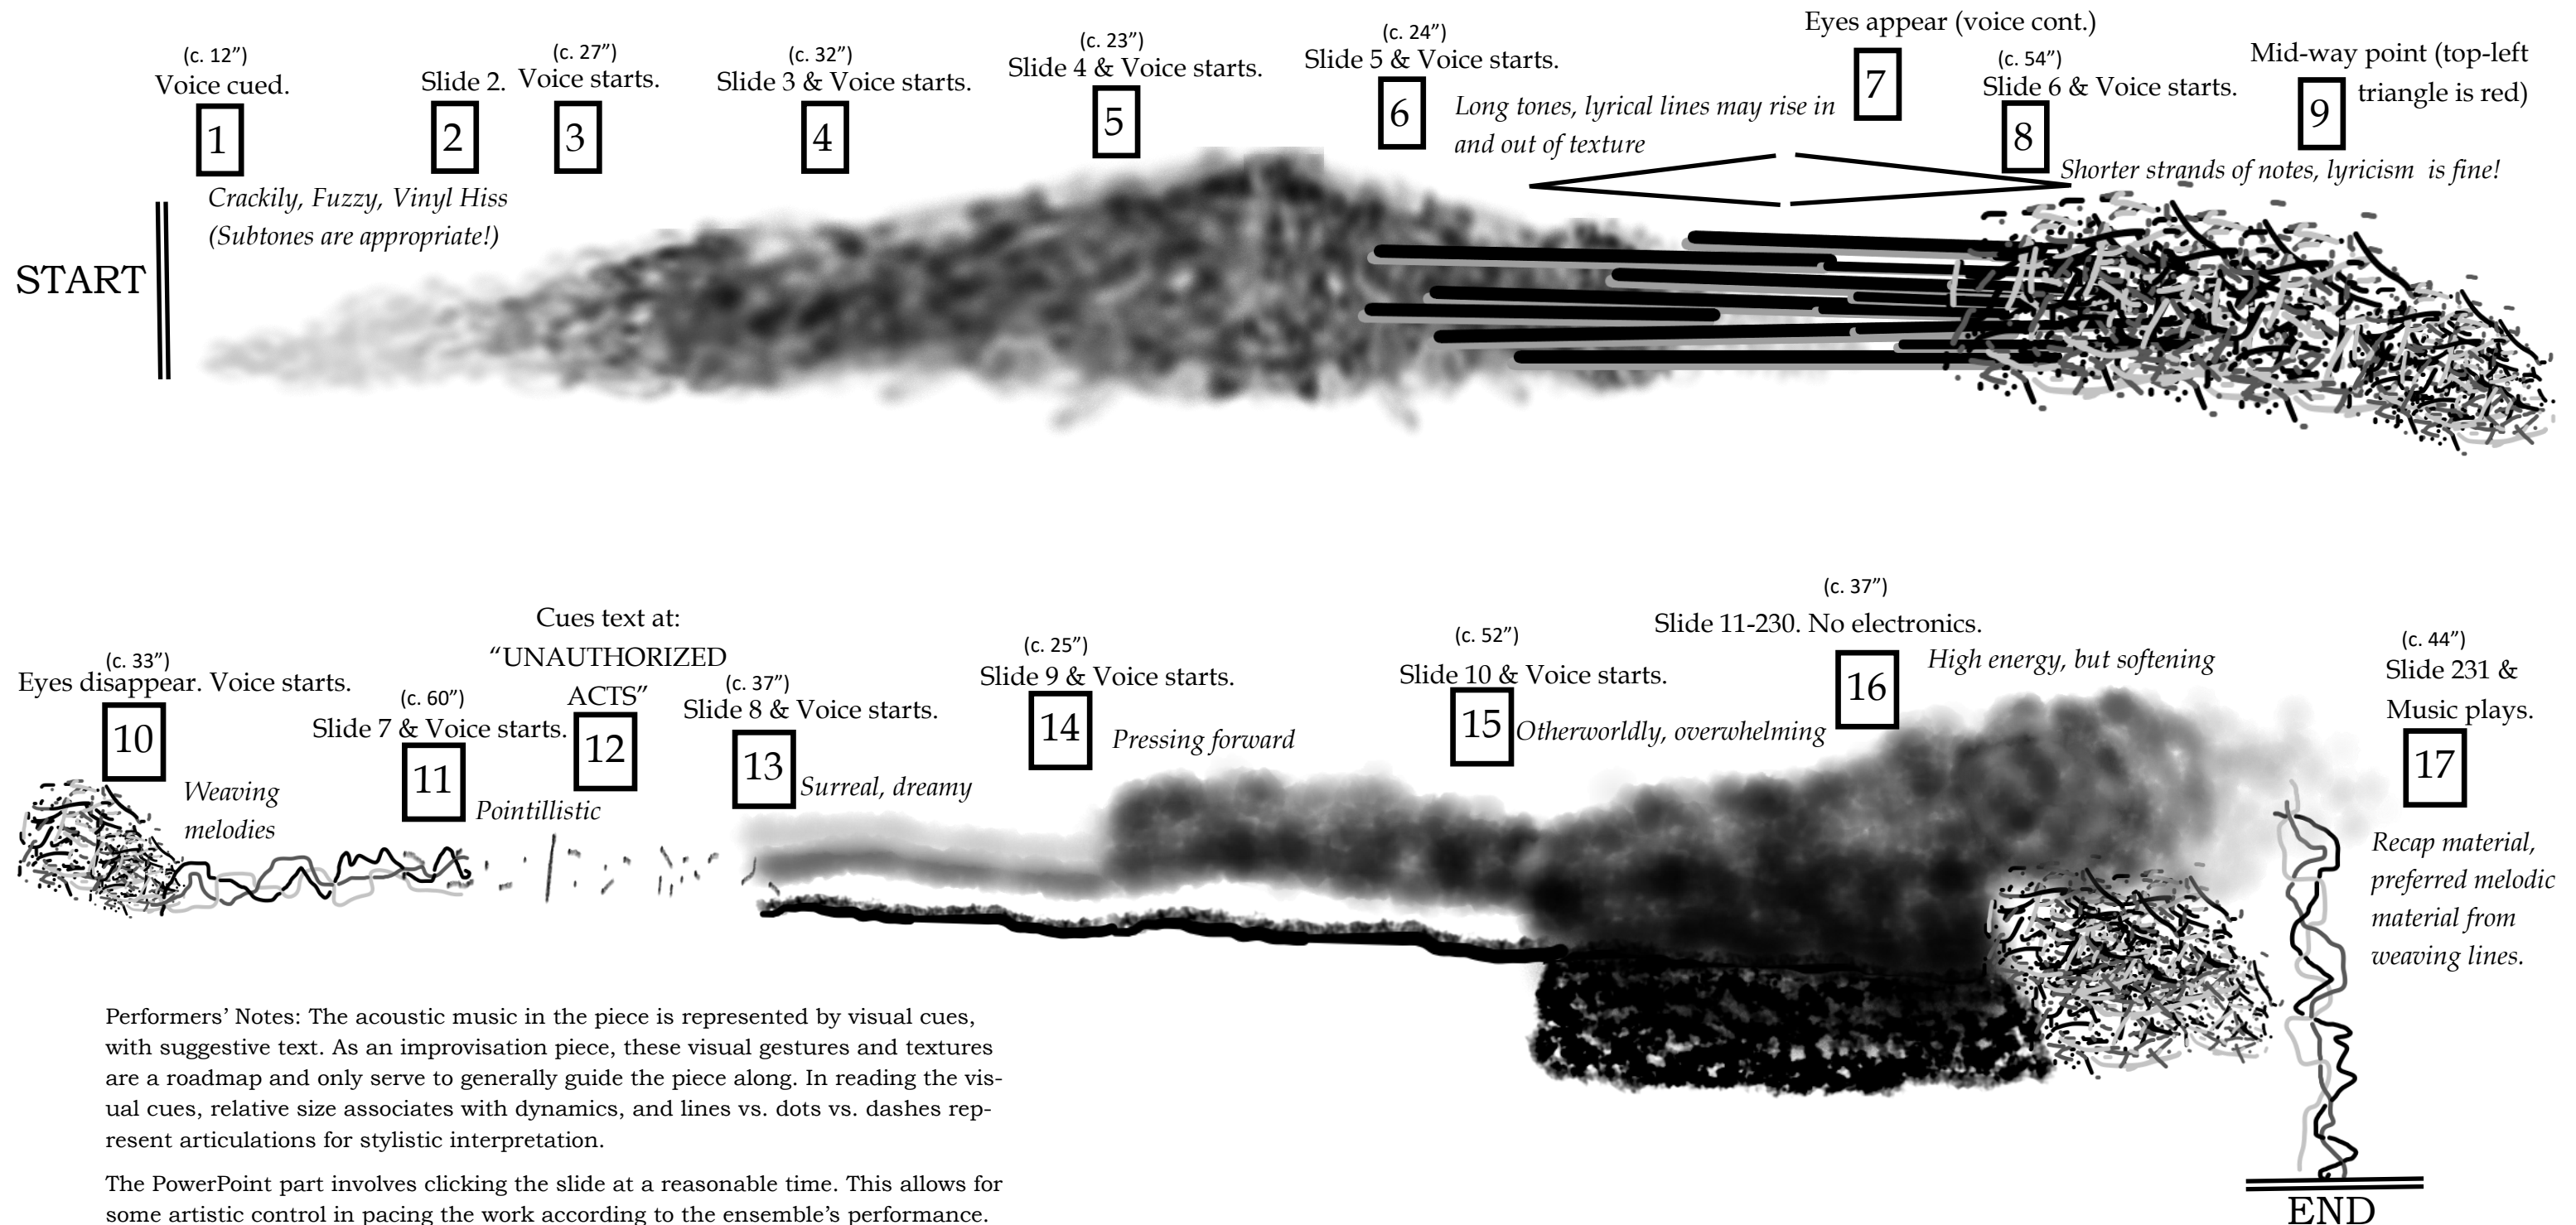 (c. 12”)
Voice cued.
1
Slide 2.
2
(c. 27”)
Voice starts.
3
(c. 32”)
Slide 3 & Voice starts.
4
(c. 23”)
Slide 4 & Voice starts.
5
(c. 24”)
Slide 5 & Voice starts.
6
Eyes appear (voice cont.)
7
(c. 54”)
Slide 6 & Voice starts.
8
Mid-way point (top-left
triangle is red)
9
Crackily, Fuzzy, Vinyl Hiss
(Subtones are appropriate!)
Long tones, lyrical lines may rise in
and out of texture
Shorter strands of notes, lyricism is fine!
START
(c. 33”)
Eyes disappear. Voice starts.
10
Weaving
melodies
(c. 60”)
Slide 7 & Voice starts.
11
Pointillistic
Cues text at:
“UNAUTHORIZED
ACTS”
12
(c. 37”)
Slide 8 & Voice starts.
13
Surreal, dreamy
(c. 25”)
Slide 9 & Voice starts.
14
Pressing forward
(c. 52”)
Slide 10 & Voice starts.
15
Otherworldly, overwhelming
(c. 37”)
Slide 11-230. No electronics.
16
High energy, but softening
(c. 44”)
Slide 231 &
Music plays.
17
Recap material,
preferred melodic
material from
weaving lines.
Performers’ Notes: The acoustic music in the piece is represented by visual cues,
with suggestive text. As an improvisation piece, these visual gestures and textures
are a roadmap and only serve to generally guide the piece along. In reading the vis-
ual cues, relative size associates with dynamics, and lines vs. dots vs. dashes rep-
resent articulations for stylistic interpretation.
The PowerPoint part involves clicking the slide at a reasonable time. This allows for
some artistic control in pacing the work according to the ensemble’s performance.
END